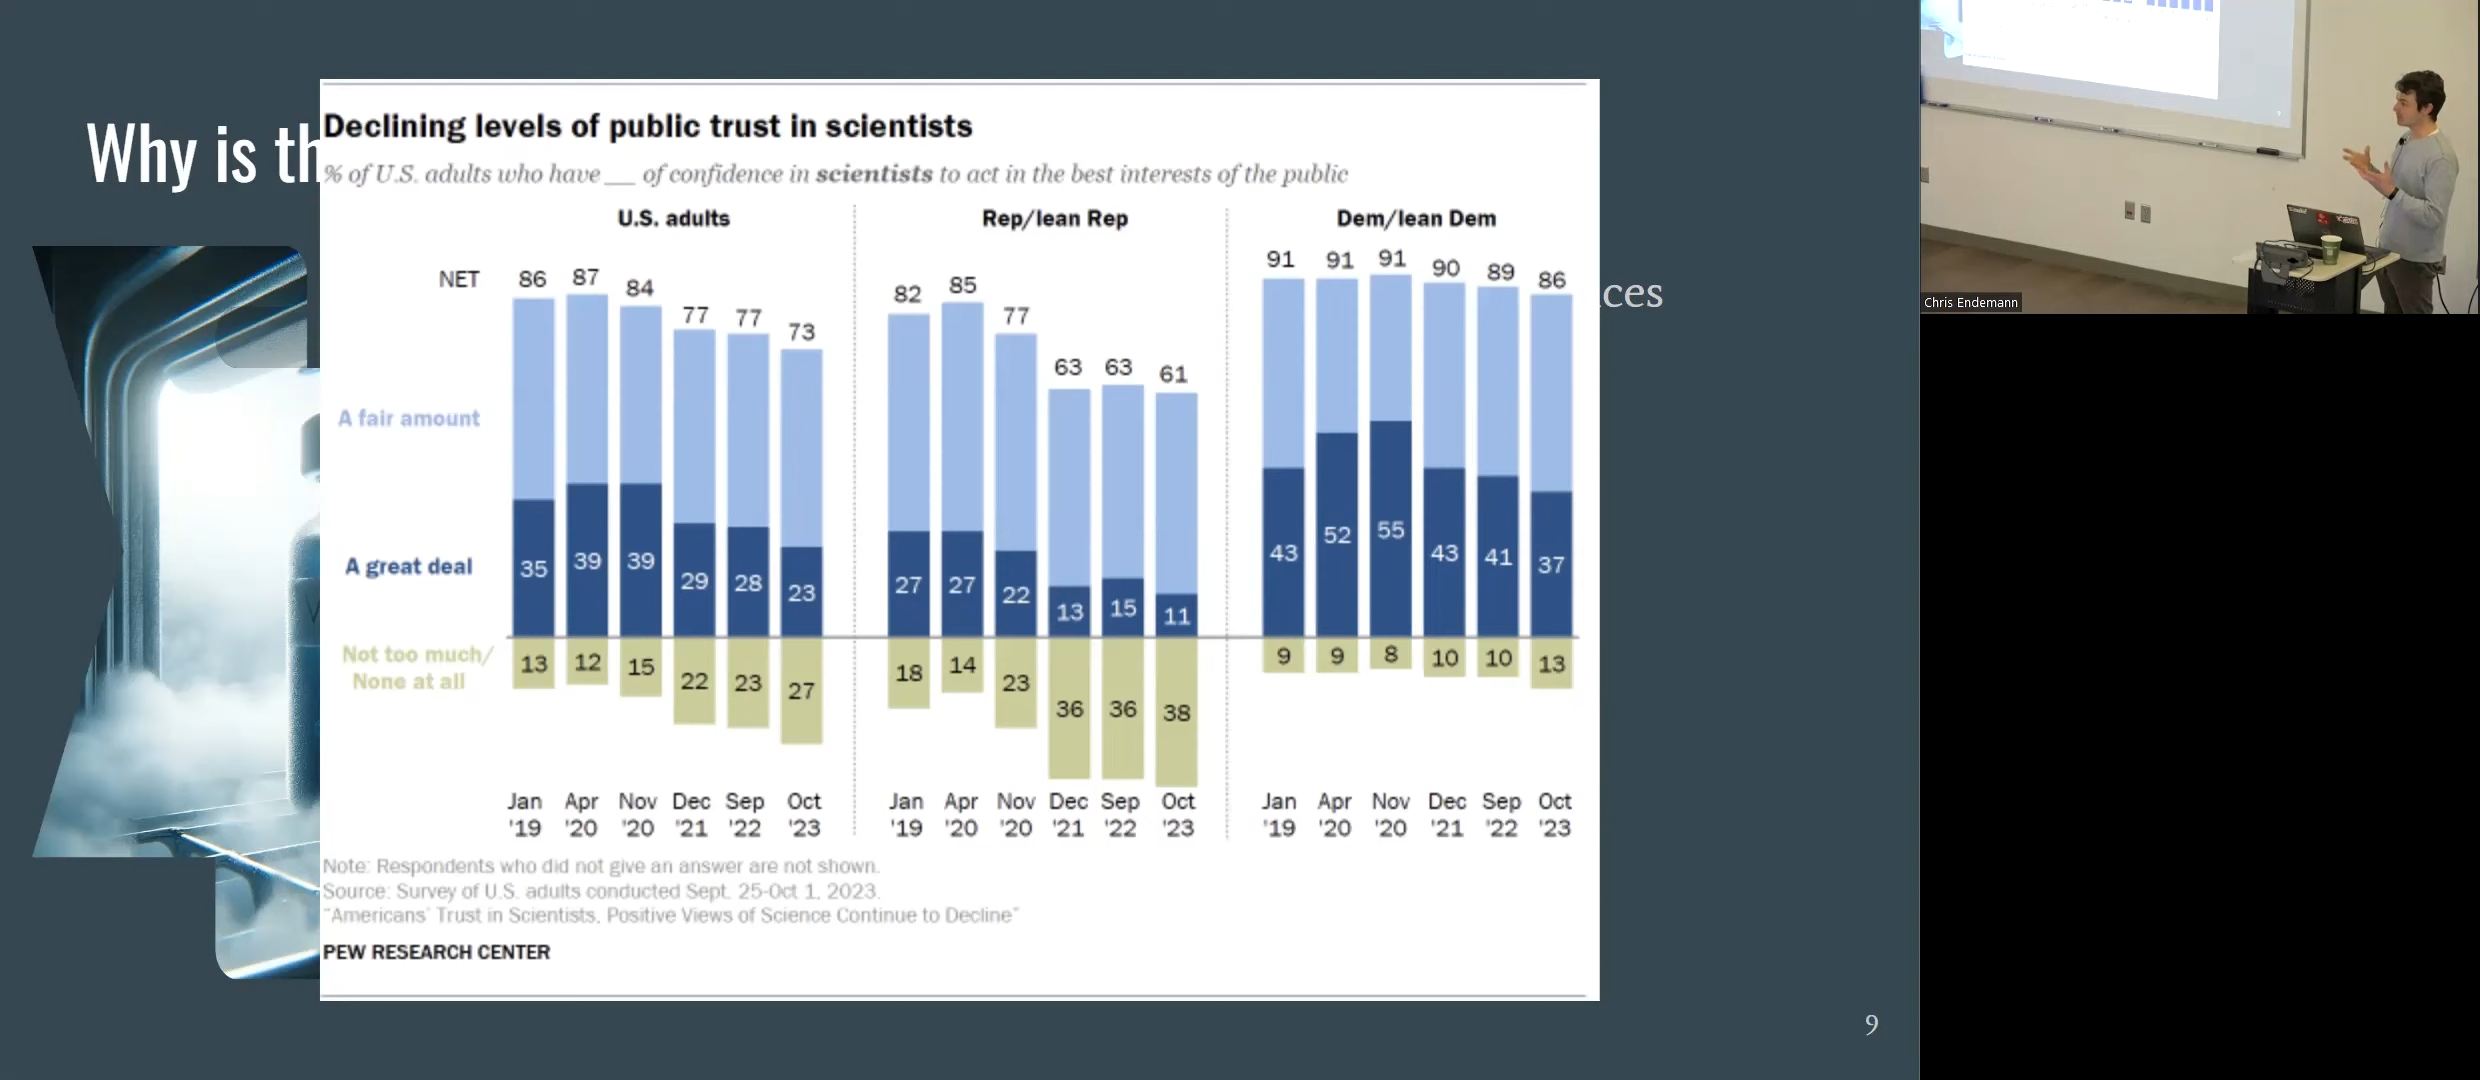 Why is th
Declining levels of public trust in scientists
% of U.S. adults who have __ of confidence in scientists to act in the best interests of the public
U.S. adults
Rep/lean Rep
Dem/lean Dem
NET
86 87 84 77 77 73
82 85 77 63 63 61
91 91 91 90 89 86
ces
A fair amount
A great deal
35 39 39 29 28 23
27 27 22 13 15 11
43 52 55 43 41 37
Not too much/
None at all
13 12 15 22 23 27
18 14 23 36 36 38
9 9 8 10 10 13
Jan '19 Apr '20 Nov '20 Dec '21 Sep '22 Oct '23
Jan '19 Apr '20 Nov '20 Dec '21 Sep '22 Oct '23
Jan '19 Apr '20 Nov '20 Dec '21 Sep '22 Oct '23
Note: Respondents who did not give an answer are not shown.
Source: Survey of U.S. adults conducted Sept. 25-Oct 1, 2023.
"Americans' Trust in Scientists, Positive Views of Science Continue to Decline"
PEW RESEARCH CENTER
9
Chris Endemann